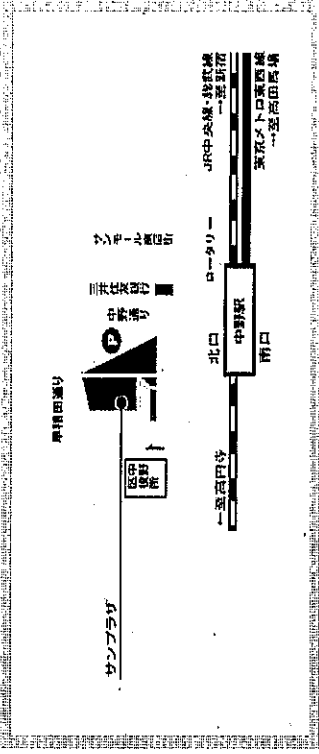 JR中央線・総武線
→至新宿
東京メトロ東西線
→至高田馬場
ロータリー
サンモール商店街
三井住友銀行
中野通り
P
北口
中野駅
南口
早稲田通り
中野
区役所
←至高円寺
サンプラザ